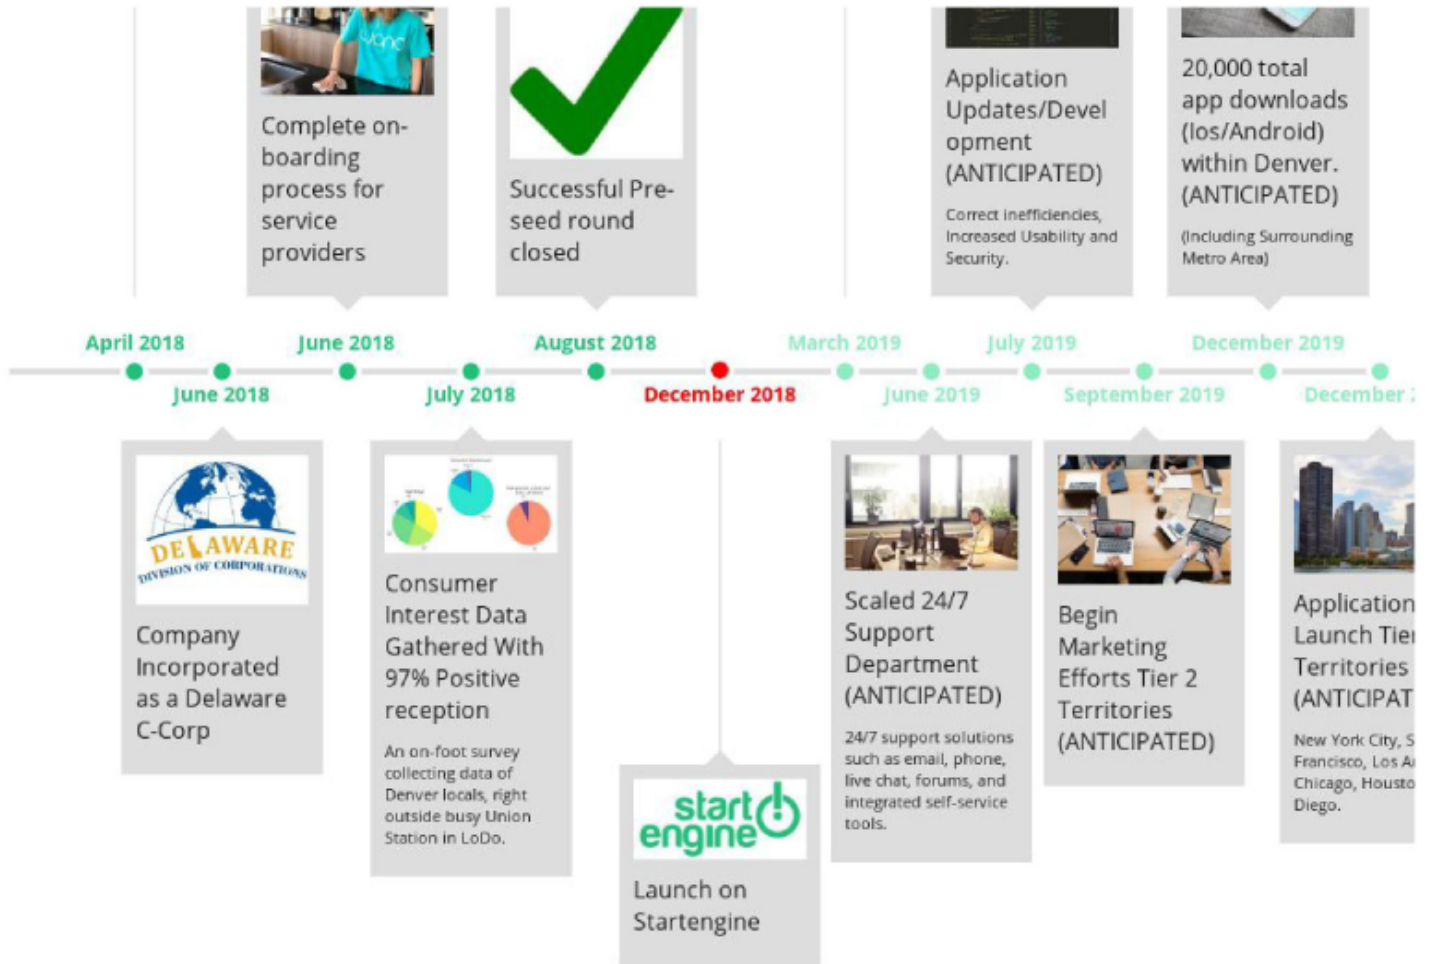 Complete on-
boarding
process for
service
providers
Successful Pre-
seed round
closed
Application
Updates/Devel
opment
(ANTICIPATED)
Correct inefficiencies,
Increased Usability and
Security.
20,000 total
app downloads
(Ios/Android)
within Denver.
(ANTICIPATED)
(Including Surrounding
Metro Area)
April 2018
June 2018
August 2018
March 2019
July 2019
December 2019
June 2018
July 2018
December 2018
June 2019
September 2019
December
DELAWARE
DIVISION OF CORPORATIONS
Company
Incorporated
as a Delaware
C-Corp
Consumer
Interest Data
Gathered With
97% Positive
reception
An on-foot survey
collecting data of
Denver locals, right
outside busy Union
Station in LoDo.
start
engine
Launch on
Startengine
Scaled 24/7
Support
Department
(ANTICIPATED)
24/7 support solutions
such as email, phone,
live chat, forums, and
integrated self-service
tools.
Begin
Marketing
Efforts Tier 2
Territories
(ANTICIPATED)
Application
Launch Tier
Territories
(ANTICIPAT
New York City, S
Francisco, Los A
Chicago, Housto
Diego.